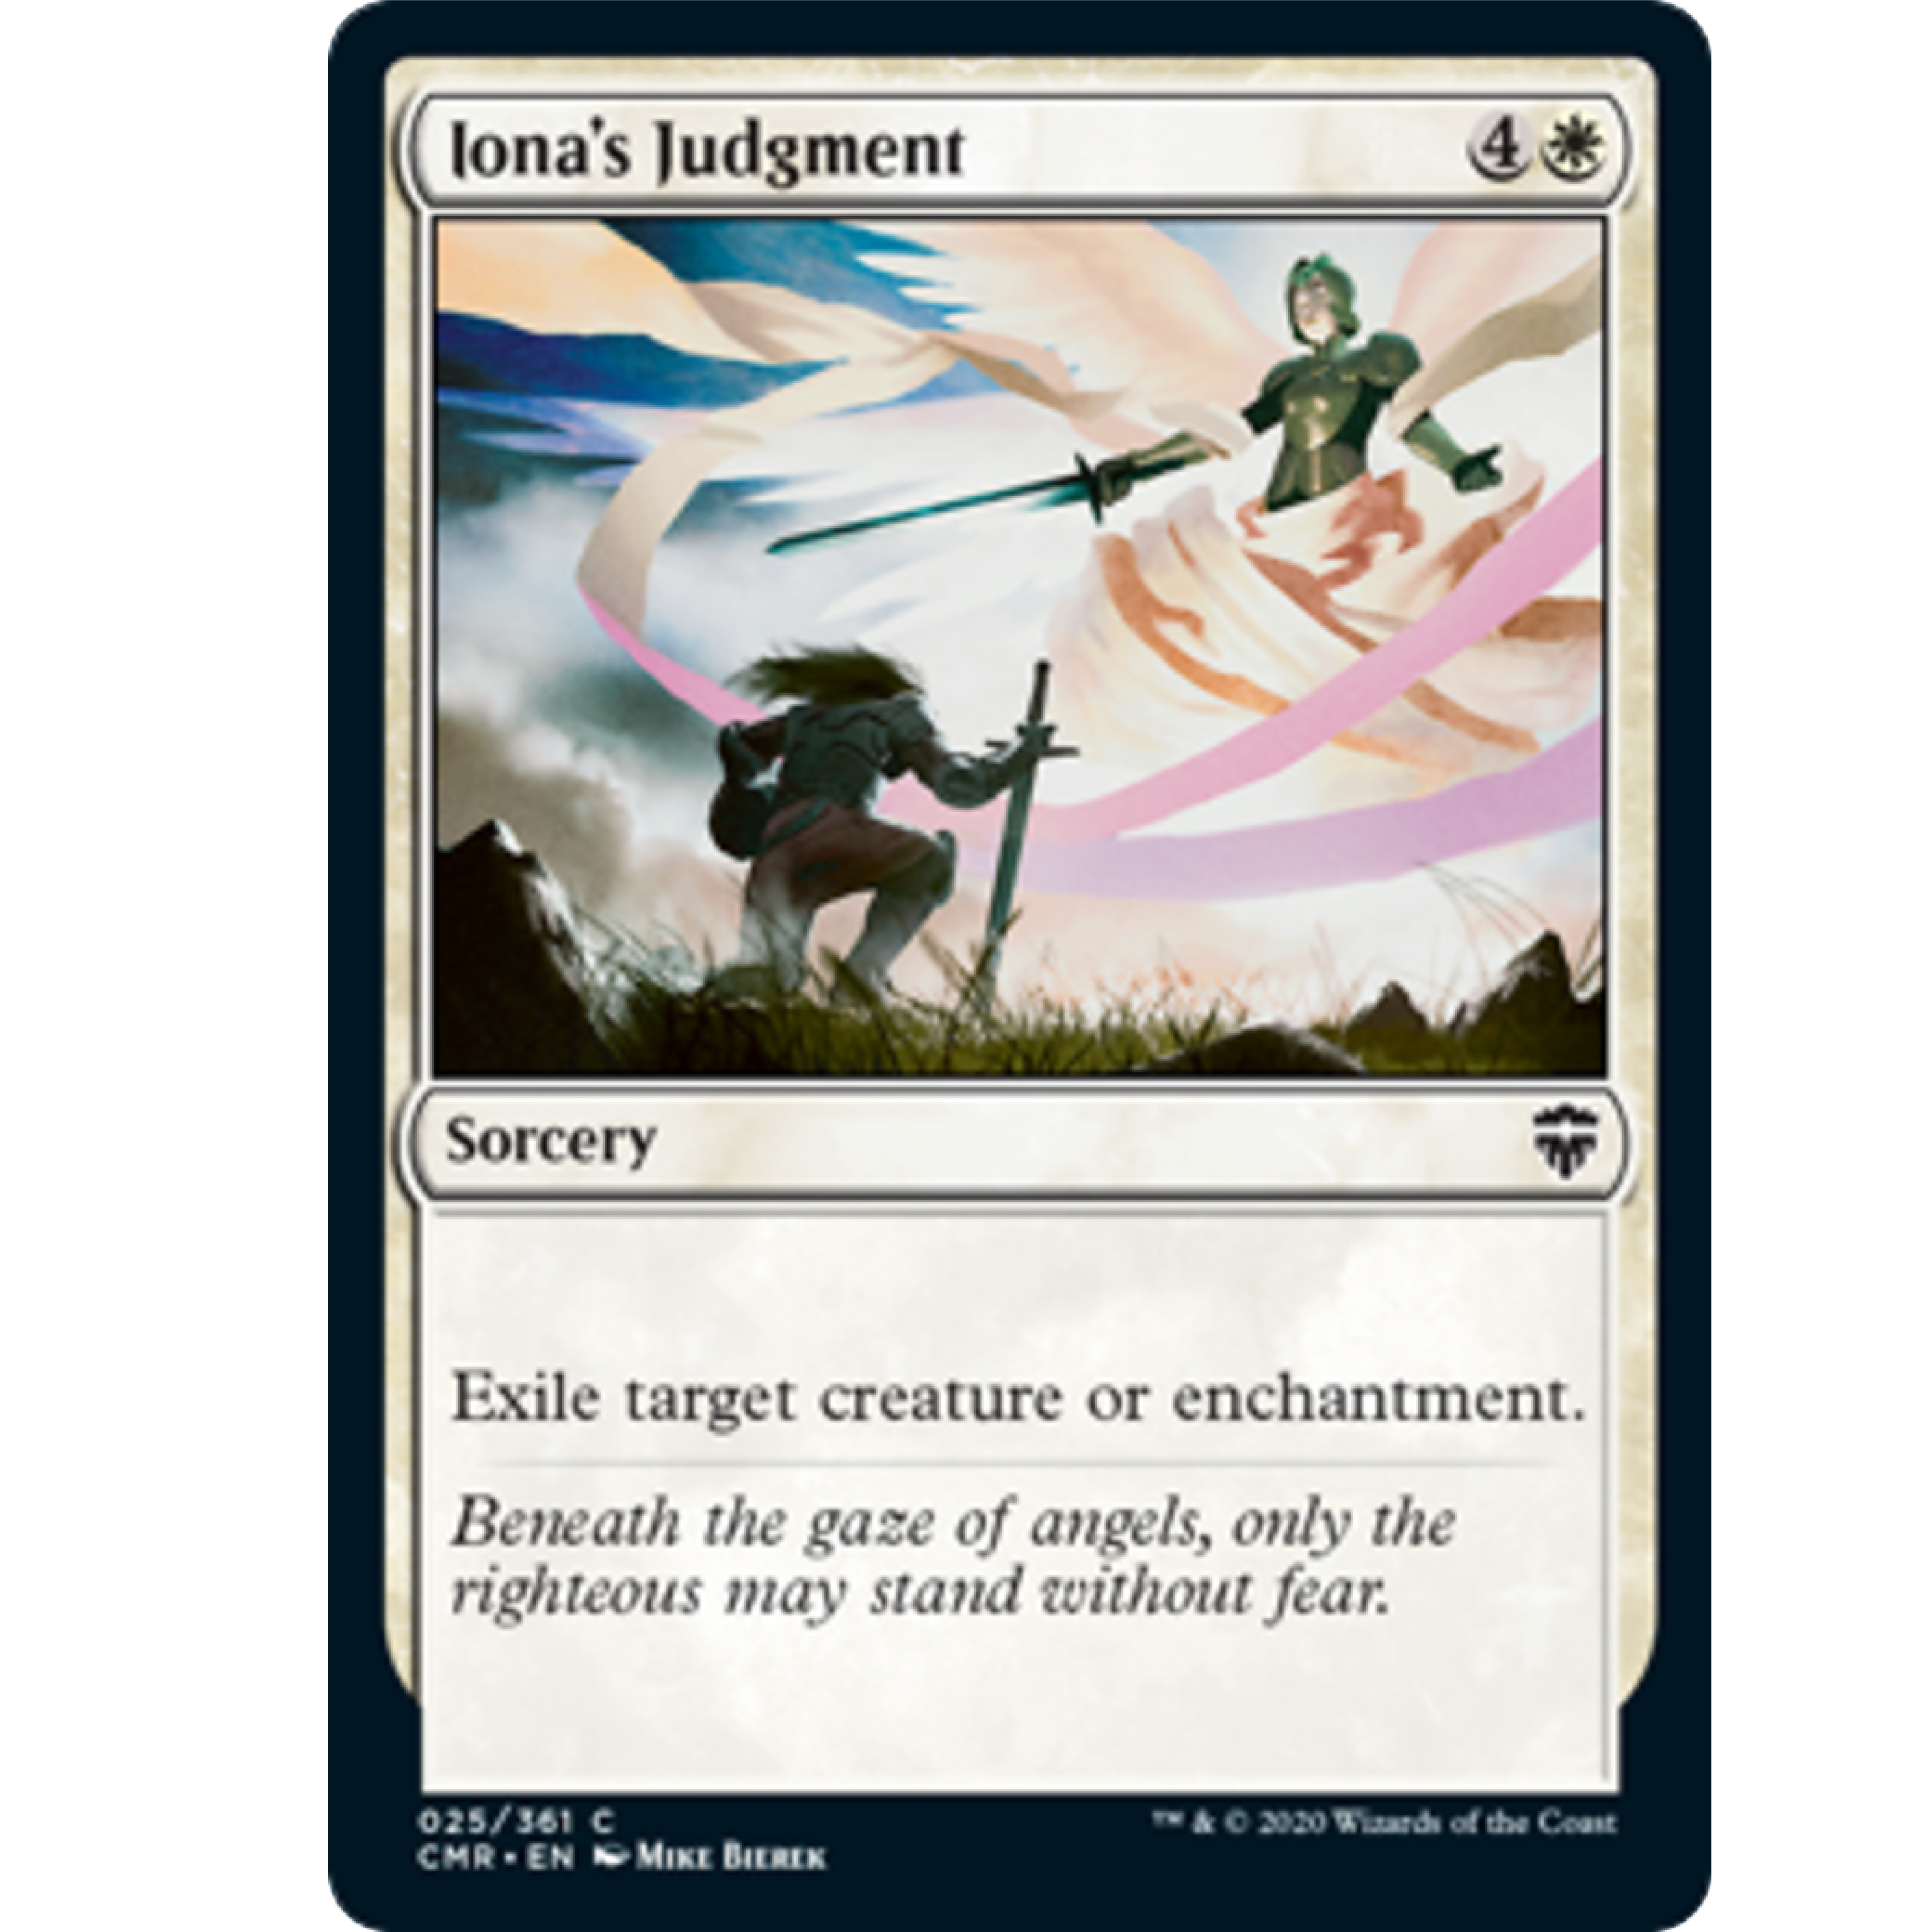 Iona's Judgment 4
Sorcery
Exile target creature or enchantment.
Beneath the gaze of angels, only the
righteous may stand without fear.
025/361 C
™ & © 2020 Wizards of the Coast
CMR • EN Mike Bierek